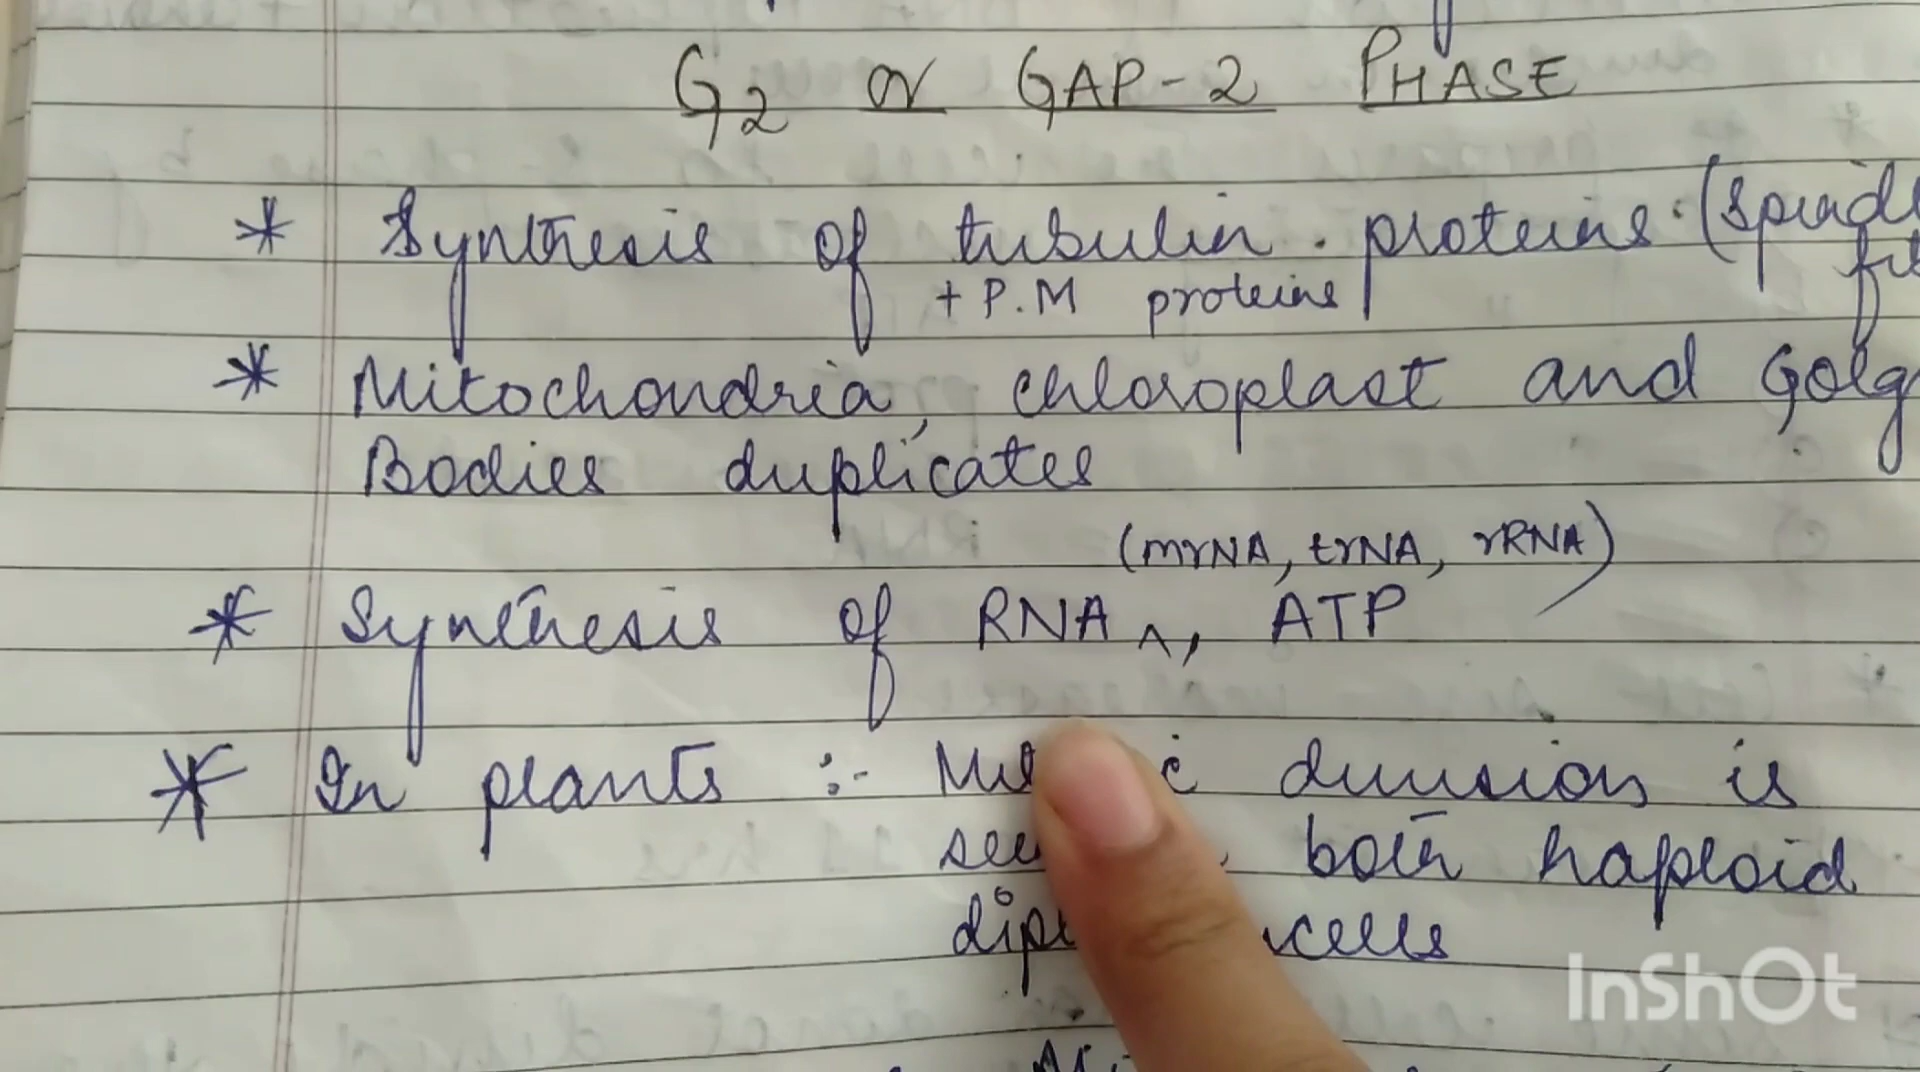 G2 or GAP-2 PHASE
* Synthesis of tubulin . proteins. (spindl
+ P.M proteins
* Mitochondria, chloroplast and Golg
Bodies duplicates
(mrNA, trNA, rRNA)
* Synthesis of RNA ^, ATP
* In plants :- division is
both haploid
cells
InShOt